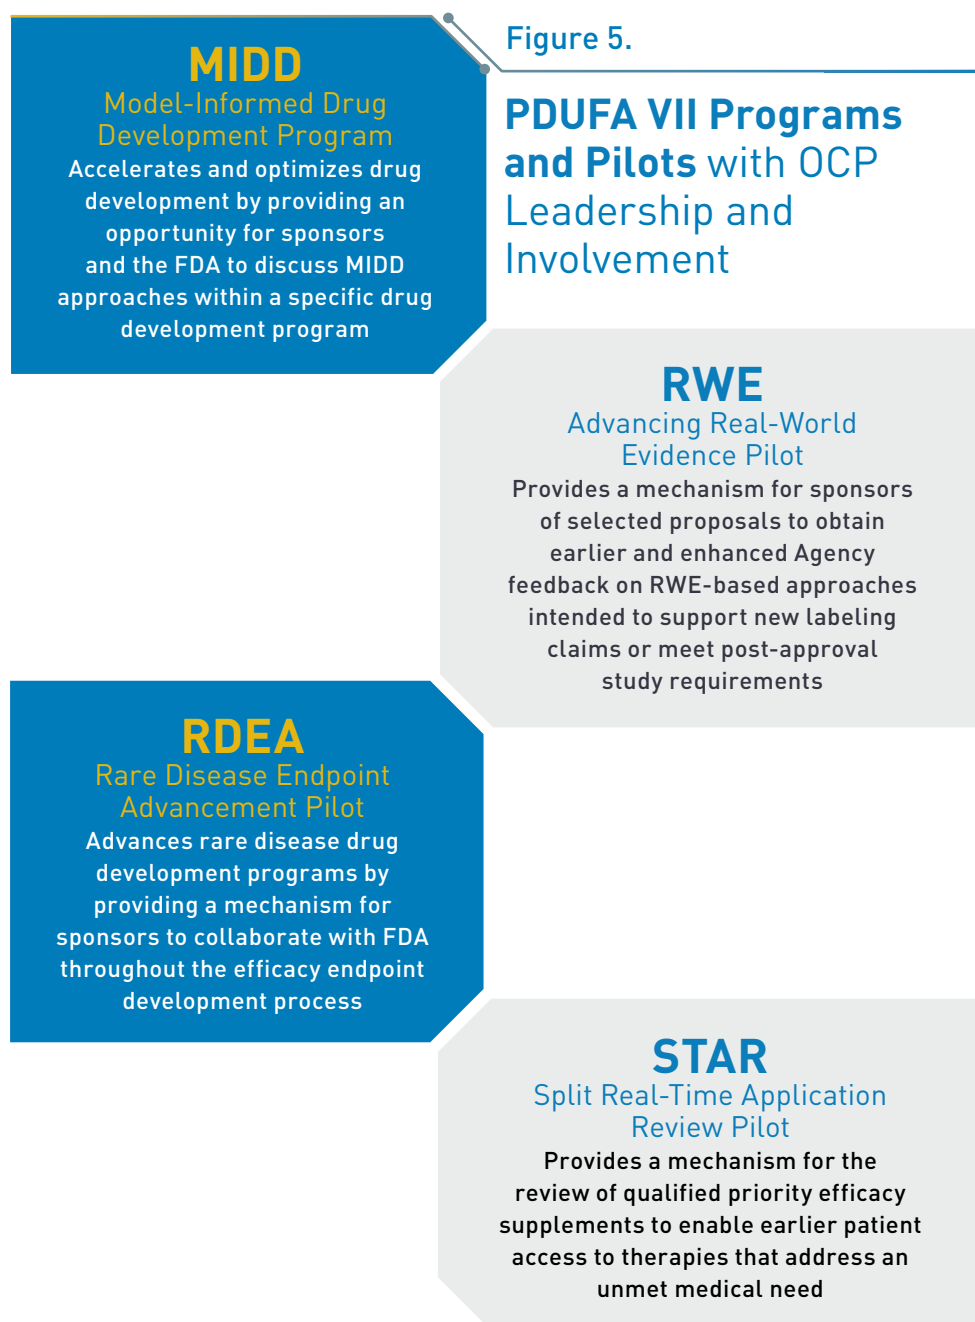 Figure 5.
PDUFA VII Programs
and Pilots with OCP
Leadership and
Involvement
MIDD
Model-Informed Drug
Development Program
Accelerates and optimizes drug
development by providing an
opportunity for sponsors
and the FDA to discuss MIDD
approaches within a specific drug
development program
RWE
Advancing Real-World
Evidence Pilot
Provides a mechanism for sponsors
of selected proposals to obtain
earlier and enhanced Agency
feedback on RWE-based approaches
intended to support new labeling
claims or meet post-approval
study requirements
RDEA
Rare Disease Endpoint
Advancement Pilot
Advances rare disease drug
development programs by
providing a mechanism for
sponsors to collaborate with FDA
throughout the efficacy endpoint
development process
STAR
Split Real-Time Application
Review Pilot
Provides a mechanism for the
review of qualified priority efficacy
supplements to enable earlier patient
access to therapies that address an
unmet medical need